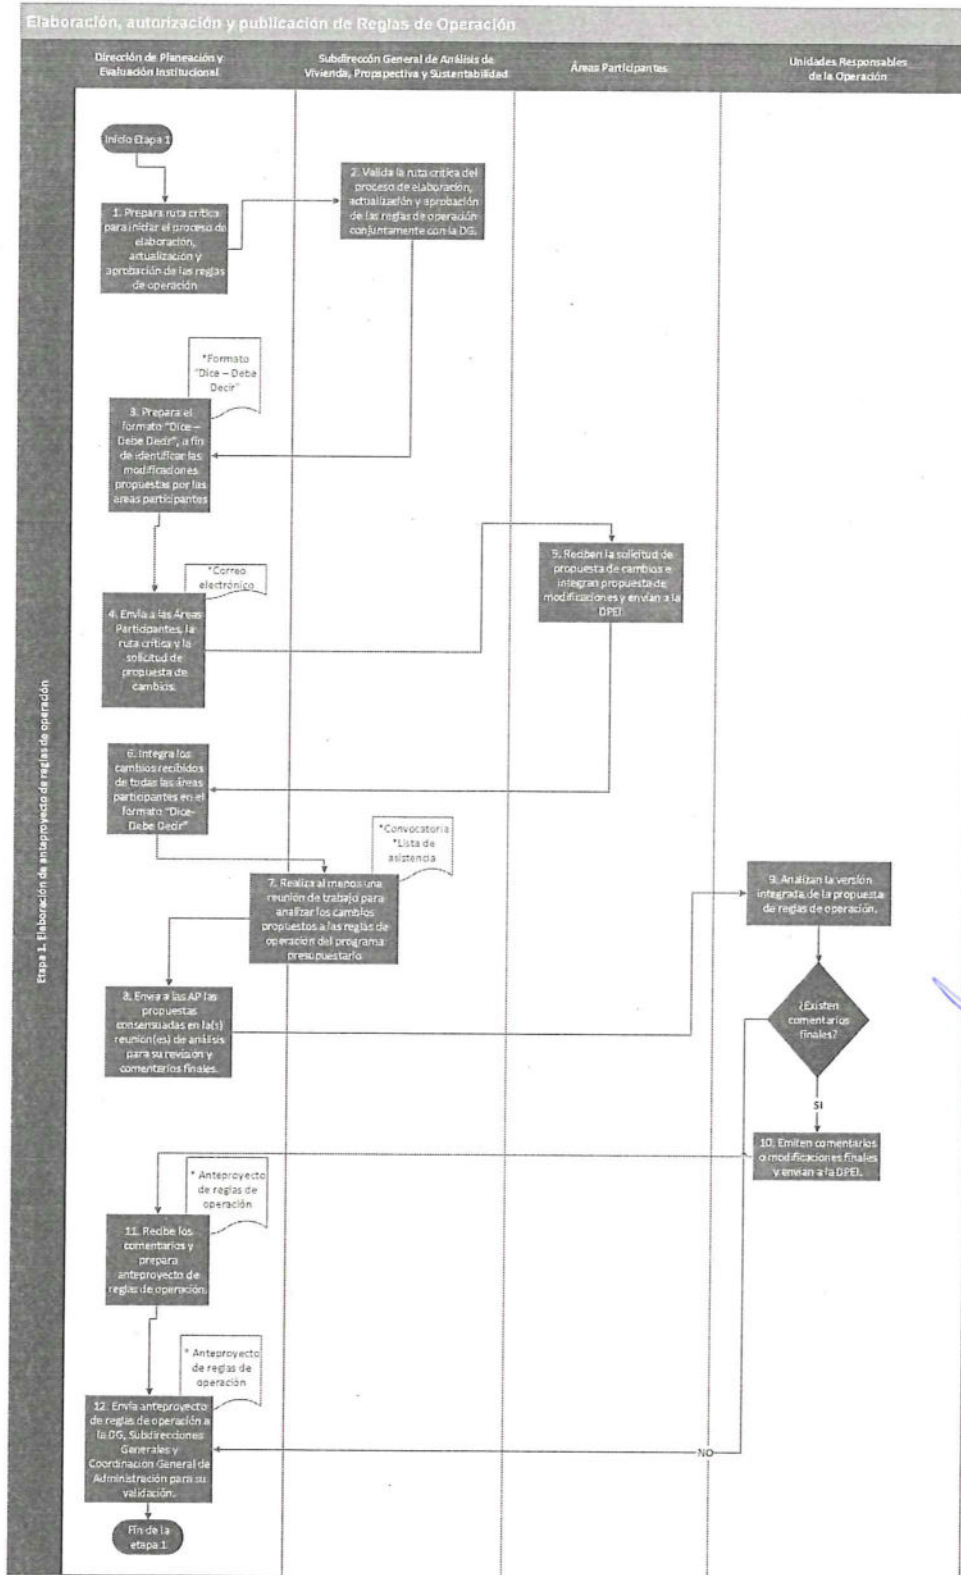 Elaboración, autorización y publicación de Reglas de Operación
Dirección de Planeación y
Evaluación Institucional
Subdireccón General de Análisis de
Vivienda, Propspectiva y Sustentabilidad
Áreas Participantes
Unidades Responsables
de la Operación
Etapa 1. Elaboración de anteproyecto de reglas de operación
Inicio Etapa 1
1. Prepara ruta crítica
para iniciar el proceso de
elaboración,
actualización y
aprobación de las reglas
de operación
2. Valida la ruta crítica del
proceso de elaboración,
actualización y aprobación
de las reglas de operación
conjuntamente con la DG.
*Formato
"Dice – Debe
Decir"
3. Prepara el
formato "Dice –
Debe Decir", a fin
de identificar las
modificaciones
propuestas por las
areas participantes
*Correo
electrónico
4. Envía a las Áreas
Participantes, la
ruta crítica y la
solicitud de
propuesta de
cambios.
5. Reciben la solicitud de
propuesta de cambios e
integran propuesta de
modificaciones y envían a la
DPEI.
6. Integra los
cambios recibidos
de todas las áreas
participantes en el
formato "Dice-
Debe Decir"
*Convocatoria
*Lista de
asistencia
7. Realiza al menos una
reunión de trabajo para
analizar los cambios
propuestos a las reglas de
operación del programa
presupuestario
8. Envía a las AP las
propuestas
consensuadas en la(s)
reunión(es) de análisis
para su revisión y
comentarios finales.
9. Analizan la versión
integrada de la propuesta
de reglas de operación.
¿Existen
comentarios
finales?
SI
10. Emiten comentarios
o modificaciones finales
y envían a la DPEI.
* Anteproyecto
de reglas de
operación
11. Recibe los
comentarios y
prepara
anteproyecto de
reglas de operación.
* Anteproyecto
de reglas de
operación
12. Envía anteproyecto
de reglas de operación a
la DG, Subdirecciones
Generales y
Coordinación General de
Administración para su
validación.
NO
Fin de la
etapa 1